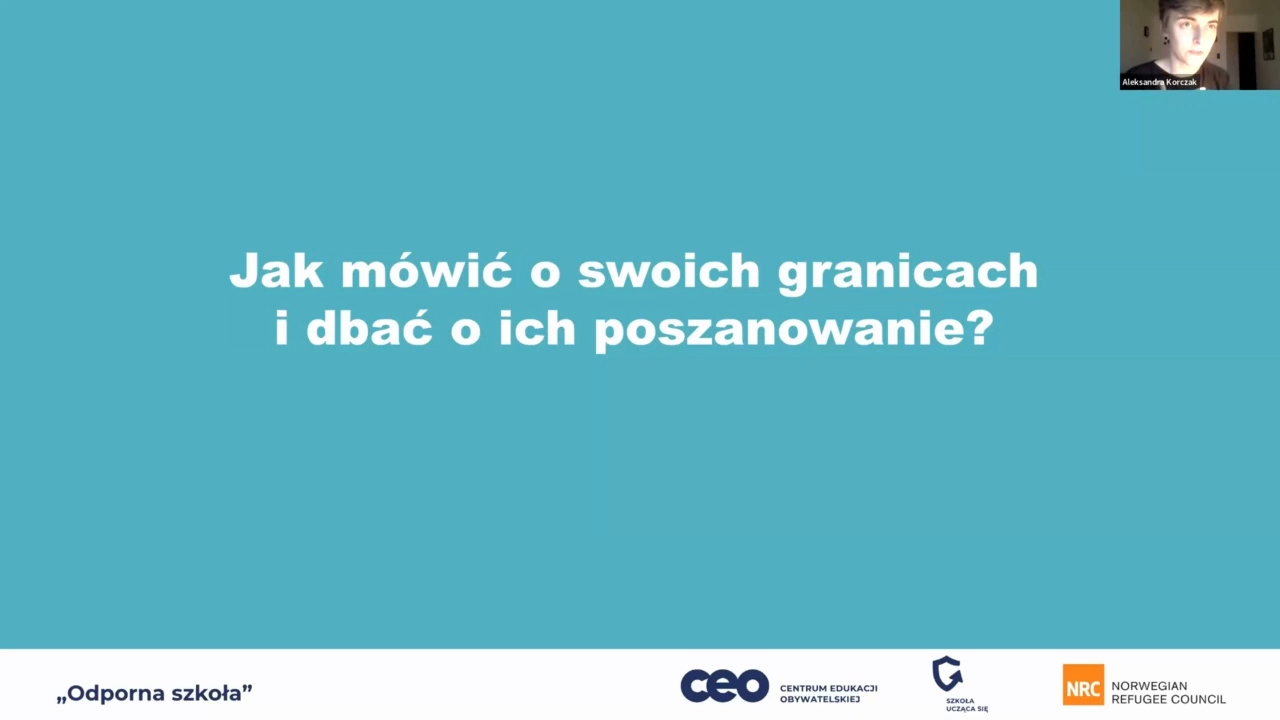 Aleksandra Korczak
Jak mówić o swoich granicach
i dbać o ich poszanowanie?
„Odporna szkoła”
ceo
CENTRUM EDUKACJI
OBYWATELSKIEJ
SZKOŁA
UCZĄCA SIĘ
NRC
NORWEGIAN
REFUGEE COUNCIL